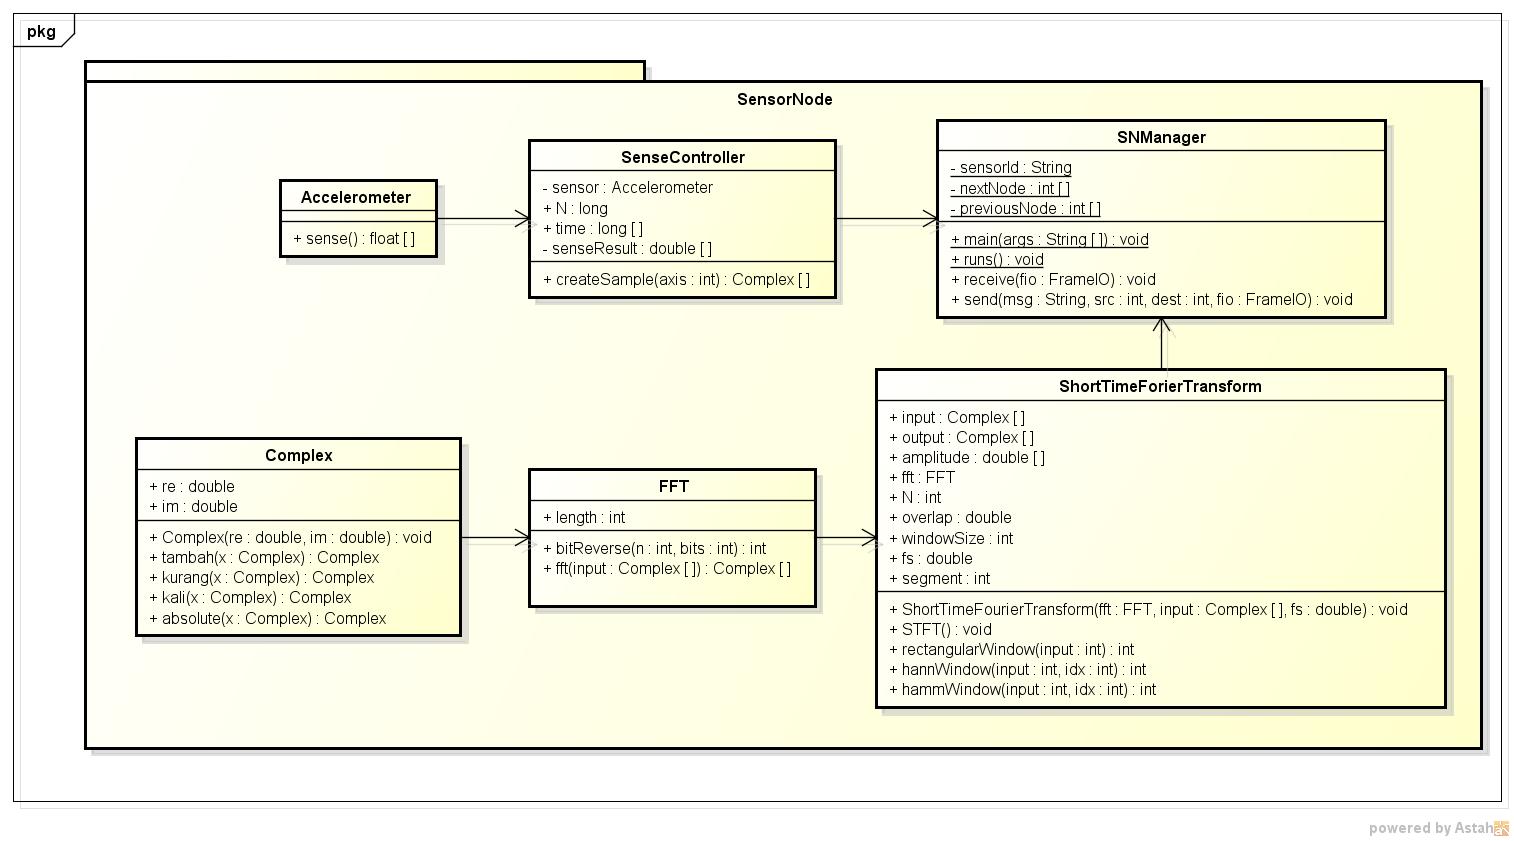 pkg
SensorNode
Accelerometer
+ sense() : float [ ]
SenseController
- sensor : Accelerometer
+ N : long
+ time : long [ ]
- senseResult : double [ ]
+ createSample(axis : int) : Complex [ ]
SNManager
- sensorId : String
- nextNode : int [ ]
- previousNode : int [ ]
+ main(args : String [ ]) : void
+ runs() : void
+ receive(fio : FrameIO) : void
+ send(msg : String, src : int, dest : int, fio : FrameIO) : void
Complex
+ re : double
+ im : double
+ Complex(re : double, im : double) : void
+ tambah(x : Complex) : Complex
+ kurang(x : Complex) : Complex
+ kali(x : Complex) : Complex
+ absolute(x : Complex) : Complex
FFT
+ length : int
+ bitReverse(n : int, bits : int) : int
+ fft(input : Complex [ ]) : Complex [ ]
ShortTimeForierTransform
+ input : Complex [ ]
+ output : Complex [ ]
+ amplitude : double [ ]
+ fft : FFT
+ N : int
+ overlap : double
+ windowSize : int
+ fs : double
+ segment : int
+ ShortTimeFourierTransform(fft : FFT, input : Complex [ ], fs : double) : void
+ STFT() : void
+ rectangularWindow(input : int) : int
+ hannWindow(input : int, idx : int) : int
+ hammWindow(input : int, idx : int) : int
powered by Astah